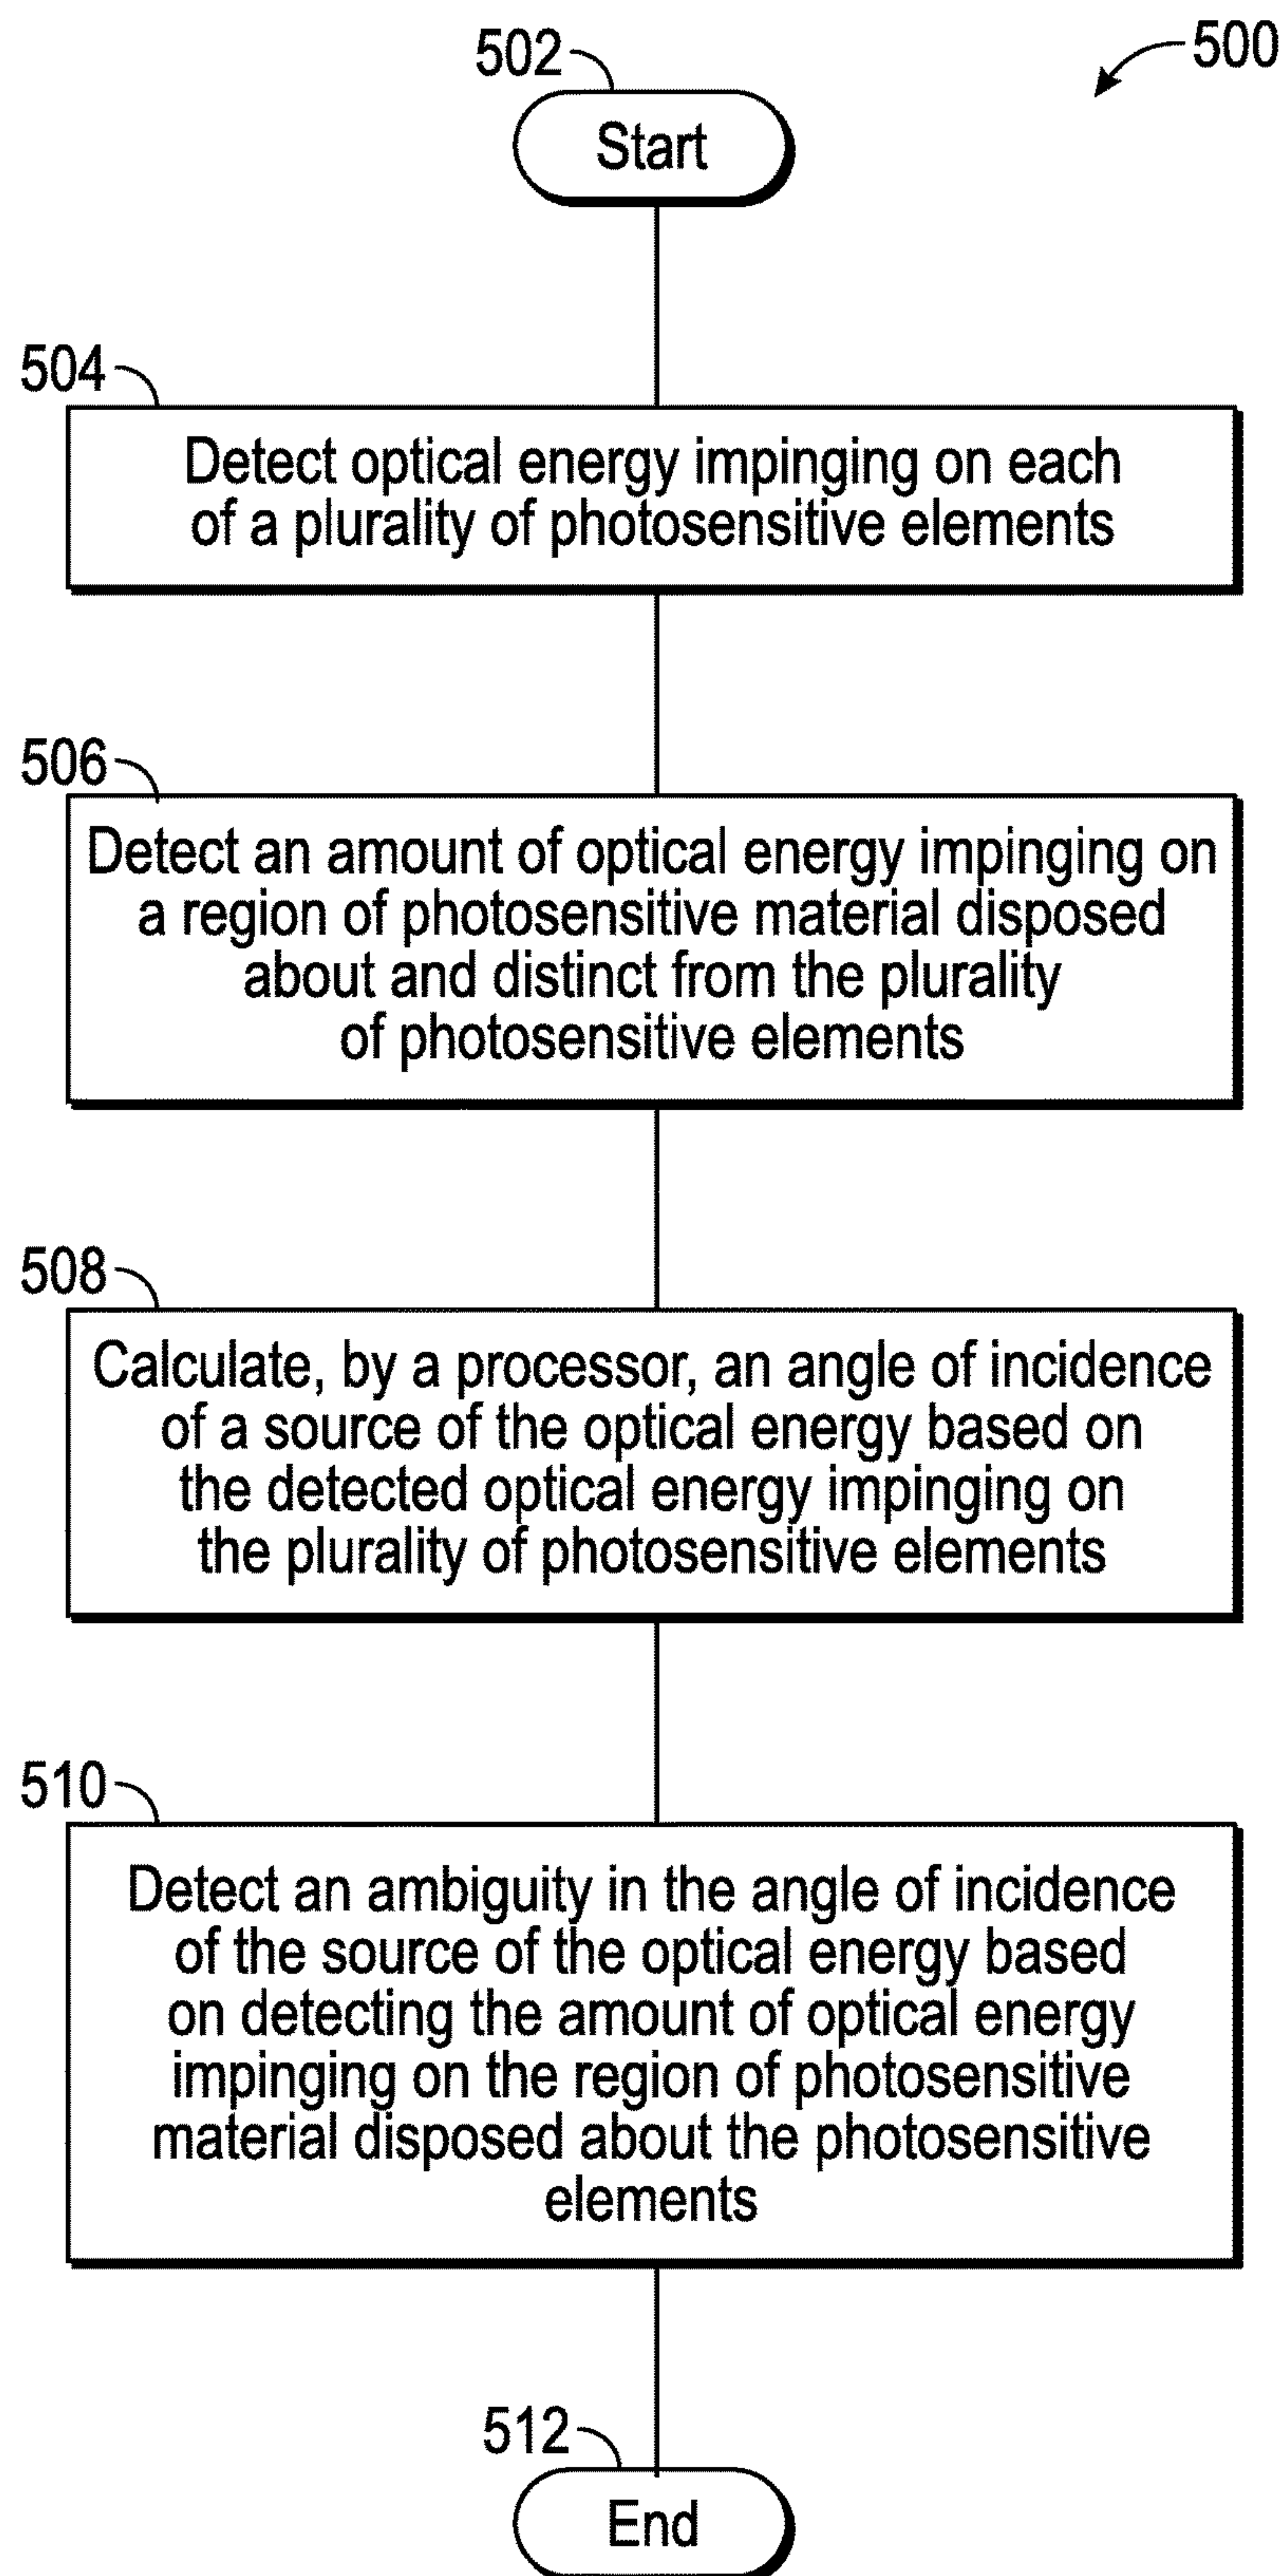 500
502
Start
504
Detect optical energy impinging on each
of a plurality of photosensitive elements
506
Detect an amount of optical energy impinging on
a region of photosensitive material disposed
about and distinct from the plurality
of photosensitive elements
508
Calculate, by a processor, an angle of incidence
of a source of the optical energy based on
the detected optical energy impinging on
the plurality of photosensitive elements
510
Detect an ambiguity in the angle of incidence
of the source of the optical energy based
on detecting the amount of optical energy
impinging on the region of photosensitive
material disposed about the photosensitive
elements
512
End